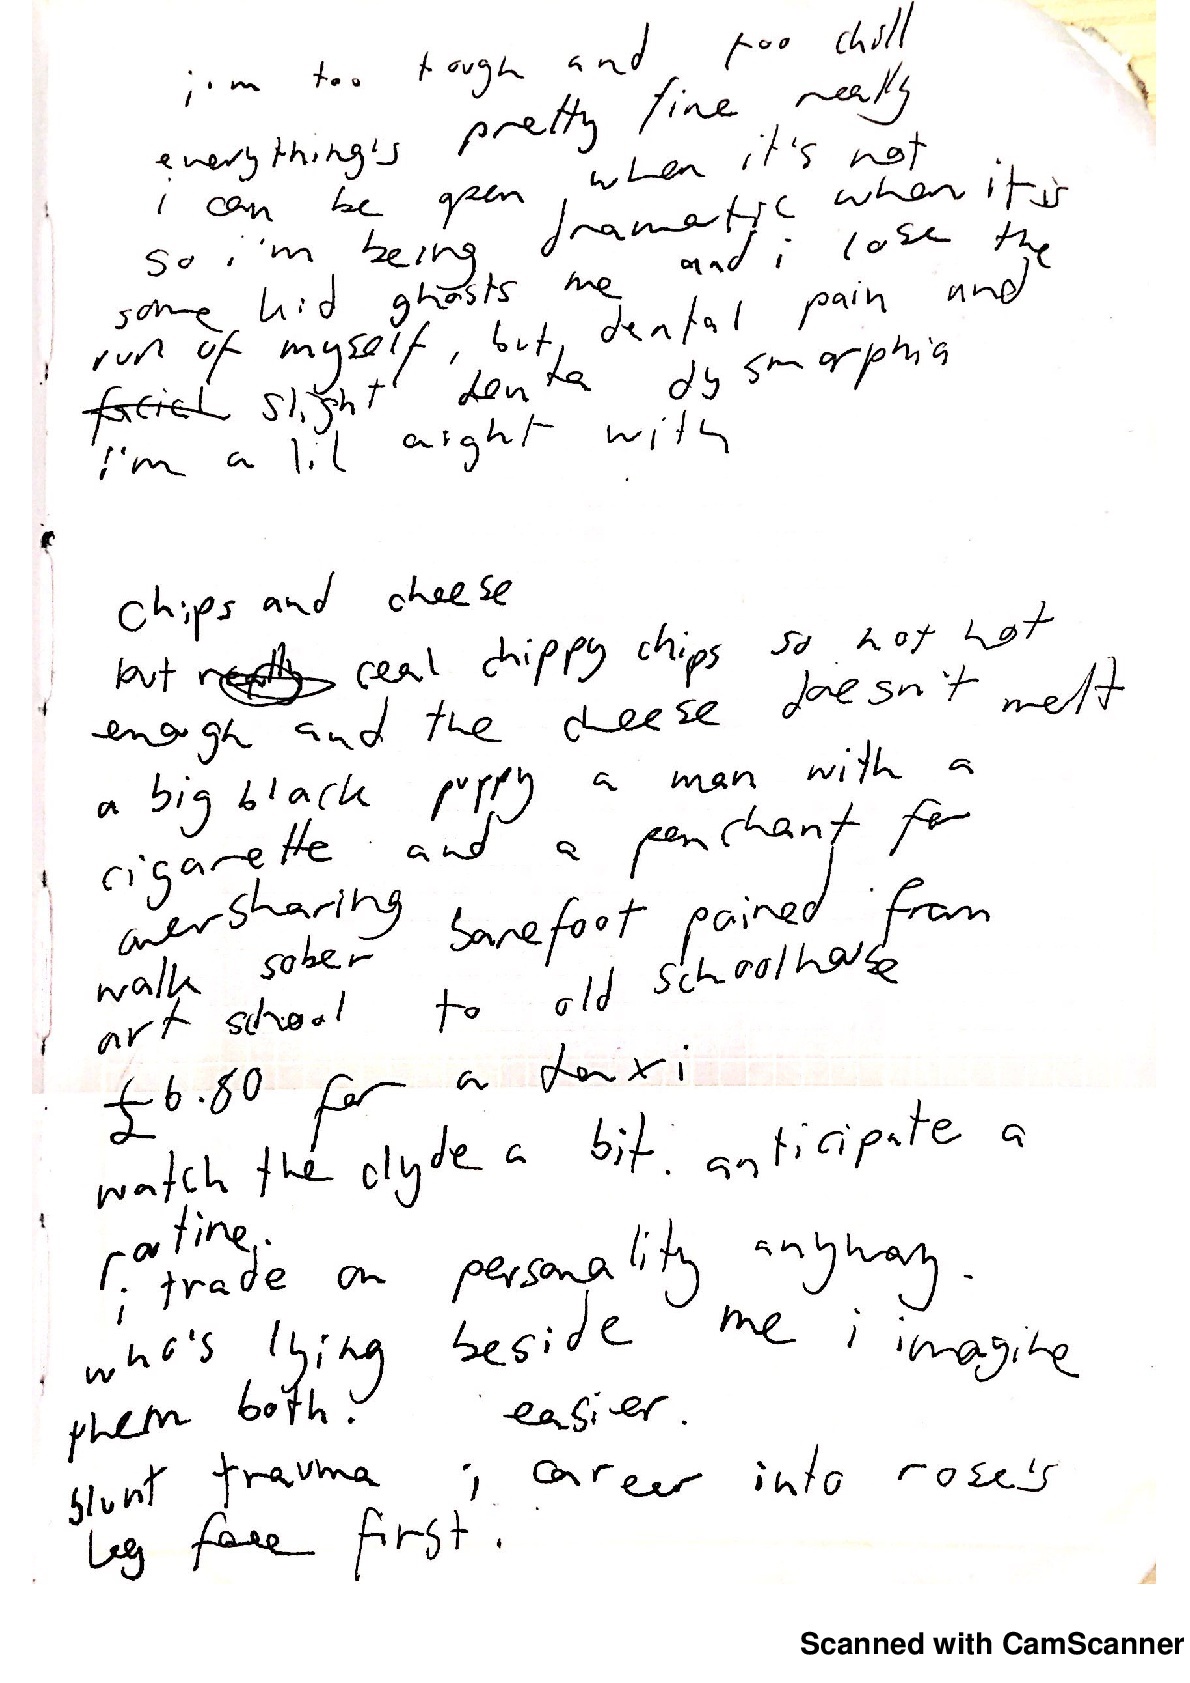 i'm too tough and too chill
everything's pretty fine really
i can be open when it's not
so i'm being dramatic when it is
some kid ghosts me and i lose the
run of myself, but, dental pain and
facial slight denta dysmorphia
i'm a lil aight with
chips and cheese
but really real chippy chips so not hot
enough and the cheese doesn't melt
a big black puppy a man with a
cigarette and a penchant for
oversharing
walk sober barefoot pained from
art school to old schoolhouse
£6.80 for a taxi
watch the clyde a bit. anticipate a
routine.
i trade on personality anyway.
who's lying beside me i imagine
them both. easier.
blunt trauma i career into rose's
leg face first.
Scanned with CamScanner